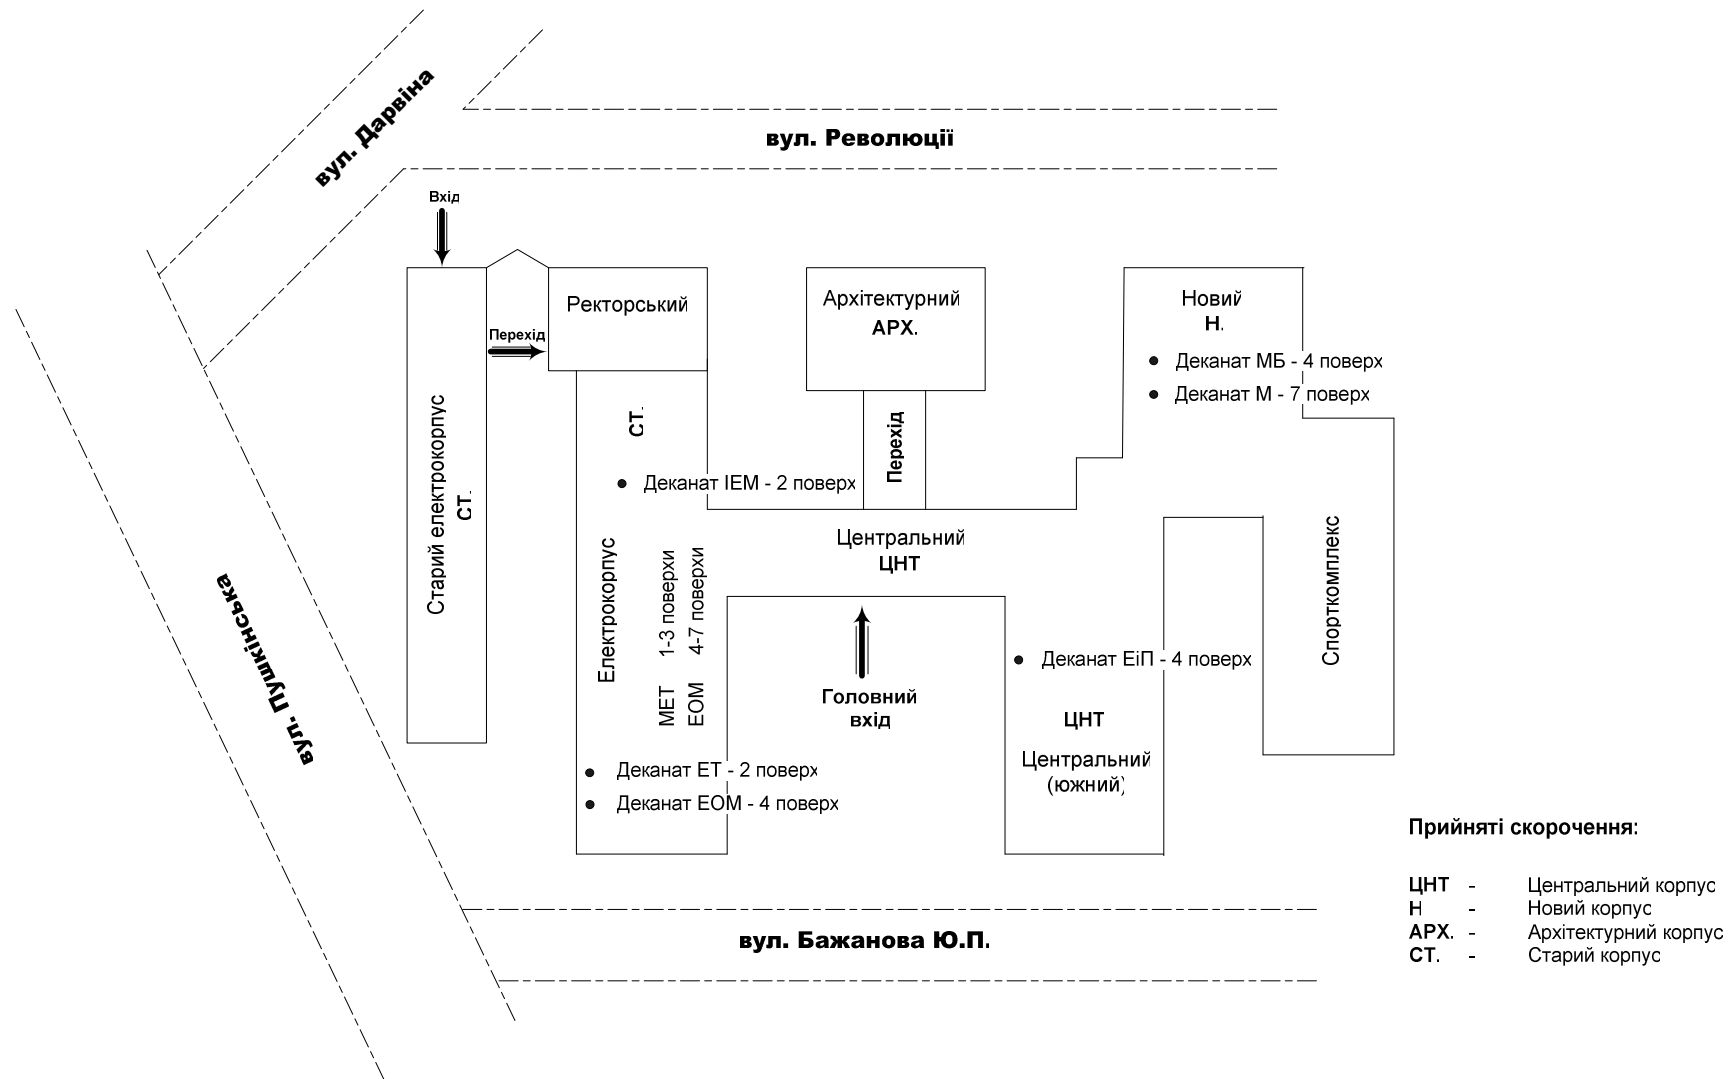 вул. Дарвіна
вул. Революції
Вхід
Ректорський
Перехід
Старий електрокорпус
СТ.
Архітектурний
АРХ.
Перехід
Новий
Н.
● Деканат МБ - 4 поверх
● Деканат М - 7 поверх
СТ.
● Деканат ІЕМ - 2 поверх
Центральний
ЦНТ
Електрокорпус
МЕТ 1-3 поверхи
ЕОМ 4-7 поверхи
● Деканат ЕТ - 2 поверх
● Деканат ЕОМ - 4 поверх
Головний
вхід
● Деканат ЕіП - 4 поверх
ЦНТ
Центральний
(южний)
Спорткомплекс
вул. Пушкінська
вул. Бажанова Ю.П.
Прийняті скорочення:
ЦНТ - Центральний корпус
Н - Новий корпус
АРХ. - Архітектурний корпус
СТ. - Старий корпус